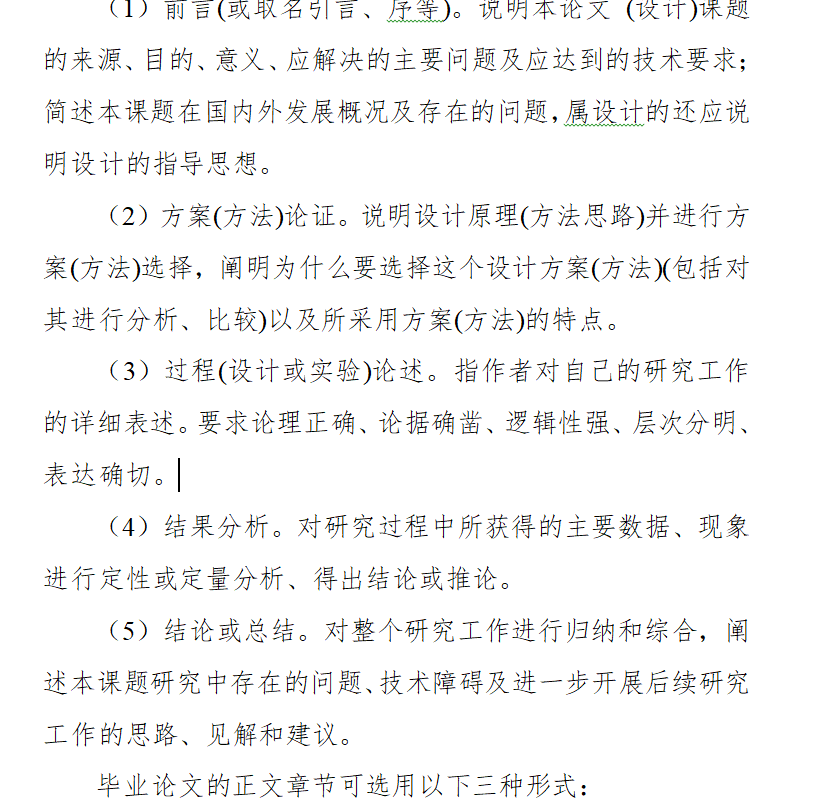 (1）前言(或取名引言、序等)。说明本论文 (设计)课题
的来源、目的、意义、应解决的主要问题及应达到的技术要求；
简述本课题在国内外发展概况及存在的问题，属设计的还应说
明设计的指导思想。
（2）方案(方法)论证。说明设计原理(方法思路)并进行方
案(方法)选择，阐明为什么要选择这个设计方案(方法)(包括对
其进行分析、比较)以及所采用方案(方法)的特点。
（3）过程(设计或实验)论述。指作者对自己的研究工作
的详细表述。要求论理正确、论据确凿、逻辑性强、层次分明、
表达确切。
（4）结果分析。对研究过程中所获得的主要数据、现象
进行定性或定量分析、得出结论或推论。
（5）结论或总结。对整个研究工作进行归纳和综合，阐
述本课题研究中存在的问题、技术障碍及进一步开展后续研究
工作的思路、见解和建议。
毕业论文的正文章节可选用以下三种形式：